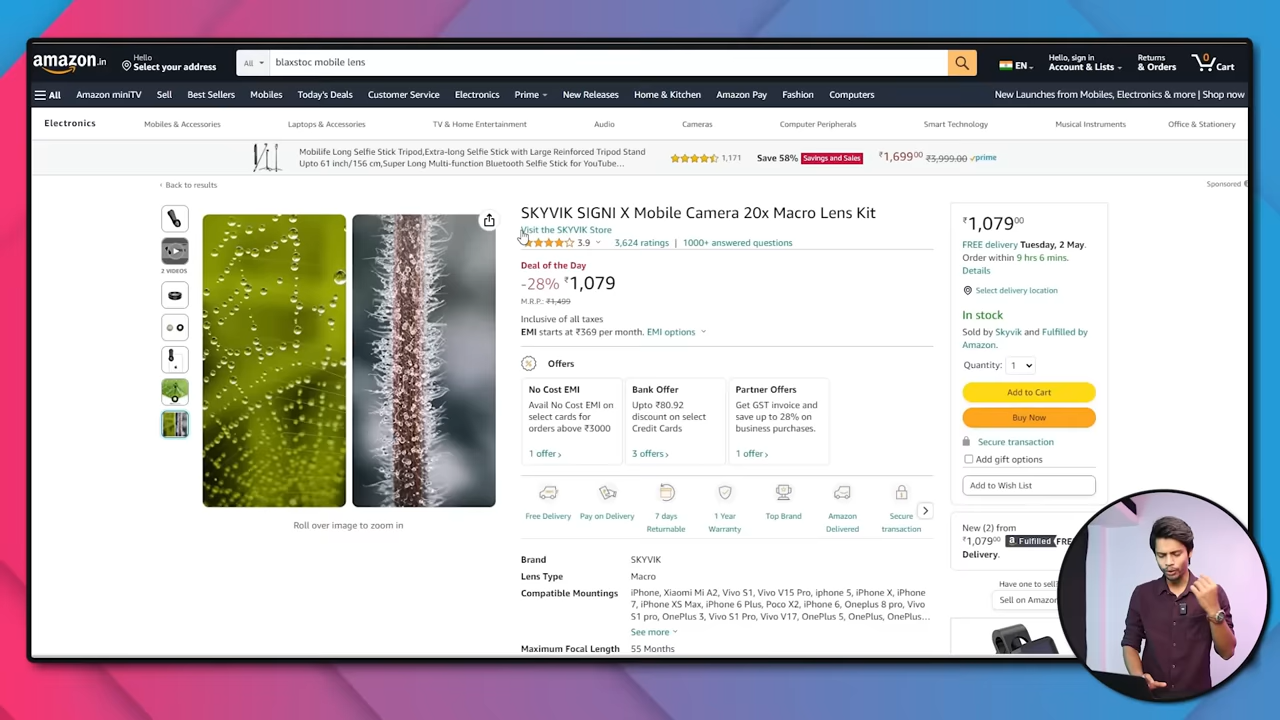 amazon.in
Hello
Select your address
All
blaxstoc mobile lens
EN
Hello, sign in
Account & Lists
Returns
& Orders
0
Cart
All
Amazon miniTV
Sell
Best Sellers
Mobiles
Today's Deals
Customer Service
Electronics
Prime
New Releases
Home & Kitchen
Amazon Pay
Fashion
Computers
New Launches from Mobiles, Electronics & more | Shop now
Electronics
Mobiles & Accessories
Laptops & Accessories
TV & Home Entertainment
Audio
Cameras
Computer Peripherals
Smart Technology
Musical Instruments
Office & Stationery
Mobilife Long Selfie Stick Tripod,Extra-long Selfie Stick with Large Reinforced Tripod Stand
Upto 61 inch/156 cm,Super Long Multi-function Bluetooth Selfie Stick for YouTube...
1,171
Save 58%
Savings and Sales
₹1,699.00
₹3,999.00
prime
Sponsored
‹ Back to results
2 VIDEOS
Roll over image to zoom in
SKYVIK SIGNI X Mobile Camera 20x Macro Lens Kit
Visit the SKYVIK Store
3.9
3,624 ratings | 1000+ answered questions
Deal of the Day
-28% ₹1,079
M.R.P.: ₹1,499
Inclusive of all taxes
EMI starts at ₹369 per month. EMI options
Offers
No Cost EMI
Avail No Cost EMI on
select cards for
orders above ₹3000
1 offer ›
Bank Offer
Upto ₹80.92
discount on select
Credit Cards
3 offers ›
Partner Offers
Get GST invoice and
save up to 28% on
business purchases.
1 offer ›
Free Delivery
Pay on Delivery
7 days
Returnable
1 Year
Warranty
Top Brand
Amazon
Delivered
Secure
transaction
Brand SKYVIK
Lens Type Macro
Compatible Mountings iPhone, Xiaomi Mi A2, Vivo S1, Vivo V15 Pro, iphone 5, iPhone X, iPhone
7, iPhone XS Max, iPhone 6 Plus, Poco X2, iPhone 6, Oneplus 8 pro, Vivo
S1 pro, OnePlus 3, Vivo S1 Pro, Vivo V17, OnePlus 5, OnePlus...
See more
Maximum Focal Length 55 Months
₹1,079.00
FREE delivery Tuesday, 2 May.
Order within 9 hrs 6 mins.
Details
Select delivery location
In stock
Sold by Skyvik and Fulfilled by
Amazon.
Quantity: 1
Add to Cart
Buy Now
Secure transaction
Add gift options
Add to Wish List
New (2) from
₹1,079.00 Fulfilled FREE
Delivery.
Have one to sell?
Sell on Amazon